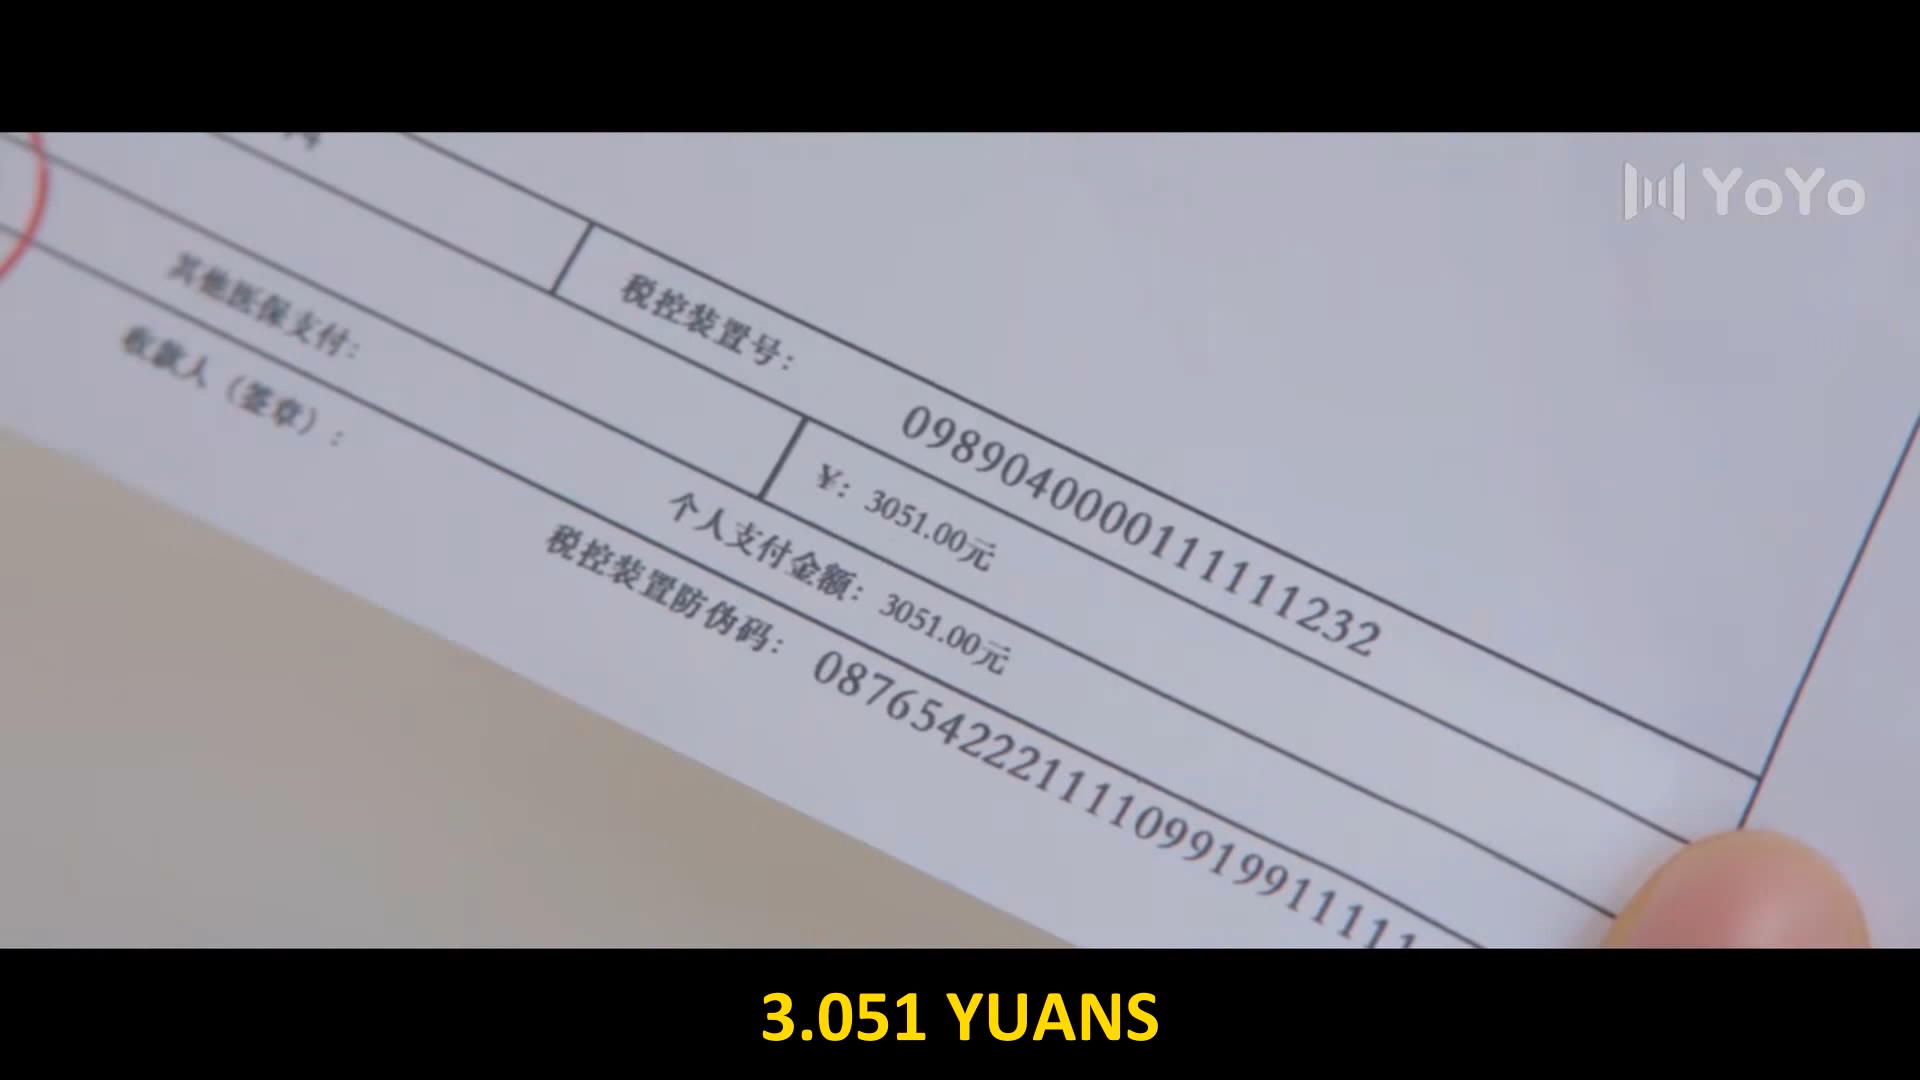 YoYo
税控装置号: 098904000011111232
¥: 3051.00元
其他医保支付:
个人支付金额: 3051.00元
收款人（签章）:
税控装置防伪码: 08765422211110991991111
3.051 YUANS